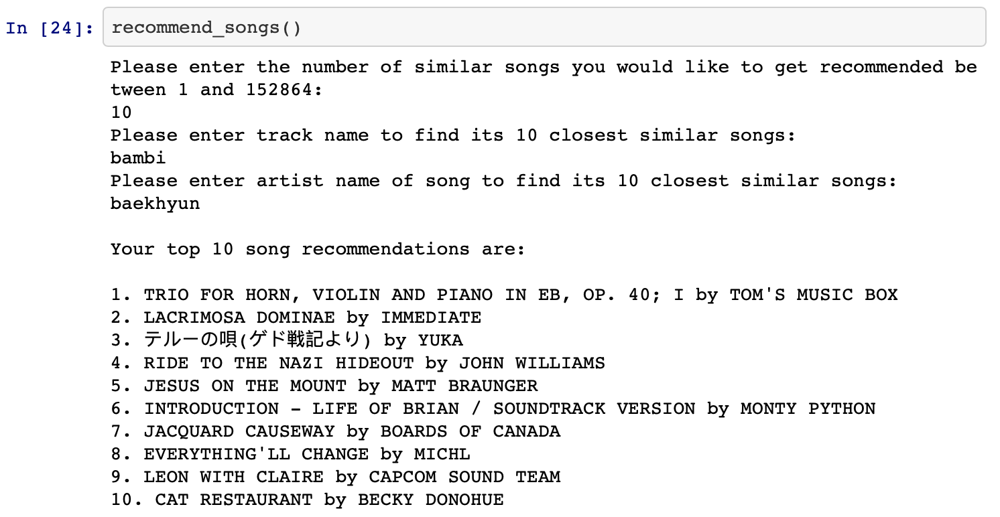 In [24]: recommend_songs()
Please enter the number of similar songs you would like to get recommended be
tween 1 and 152864:
10
Please enter track name to find its 10 closest similar songs:
bambi
Please enter artist name of song to find its 10 closest similar songs:
baekhyun
Your top 10 song recommendations are:
1. TRIO FOR HORN, VIOLIN AND PIANO IN EB, OP. 40; I by TOM'S MUSIC BOX
2. LACRIMOSA DOMINAE by IMMEDIATE
3. テルーの唄(ゲド戦記より) by YUKA
4. RIDE TO THE NAZI HIDEOUT by JOHN WILLIAMS
5. JESUS ON THE MOUNT by MATT BRAUNGER
6. INTRODUCTION - LIFE OF BRIAN / SOUNDTRACK VERSION by MONTY PYTHON
7. JACQUARD CAUSEWAY by BOARDS OF CANADA
8. EVERYTHING'LL CHANGE by MICHL
9. LEON WITH CLAIRE by CAPCOM SOUND TEAM
10. CAT RESTAURANT by BECKY DONOHUE